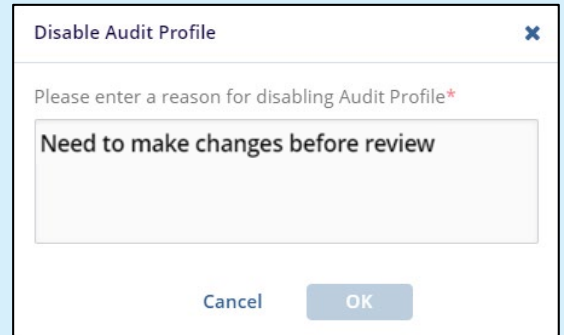 Disable Audit Profile
Please enter a reason for disabling Audit Profile*
Need to make changes before review
Cancel OK